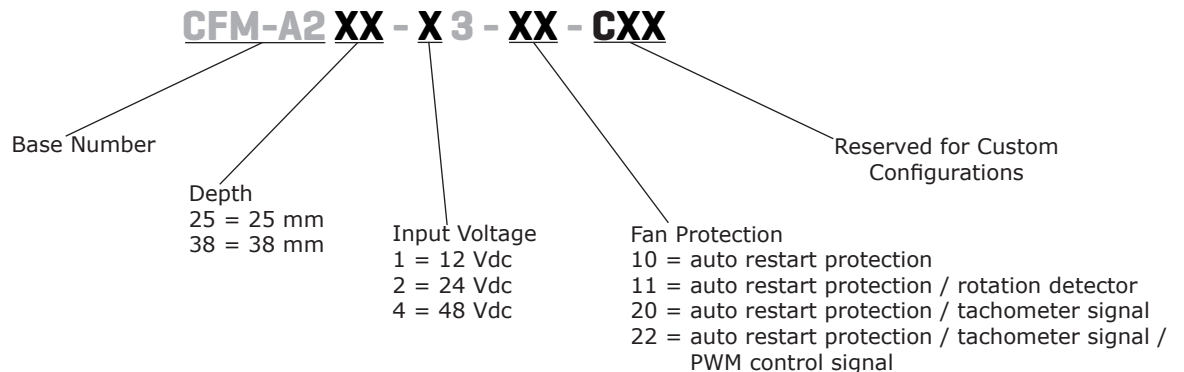 CFM-A2 XX - X 3 - XX - CXX
Base Number
Reserved for Custom
Configurations
Depth
25 = 25 mm
38 = 38 mm
Input Voltage
1 = 12 Vdc
2 = 24 Vdc
4 = 48 Vdc
Fan Protection
10 = auto restart protection
11 = auto restart protection / rotation detector
20 = auto restart protection / tachometer signal
22 = auto restart protection / tachometer signal /
PWM control signal